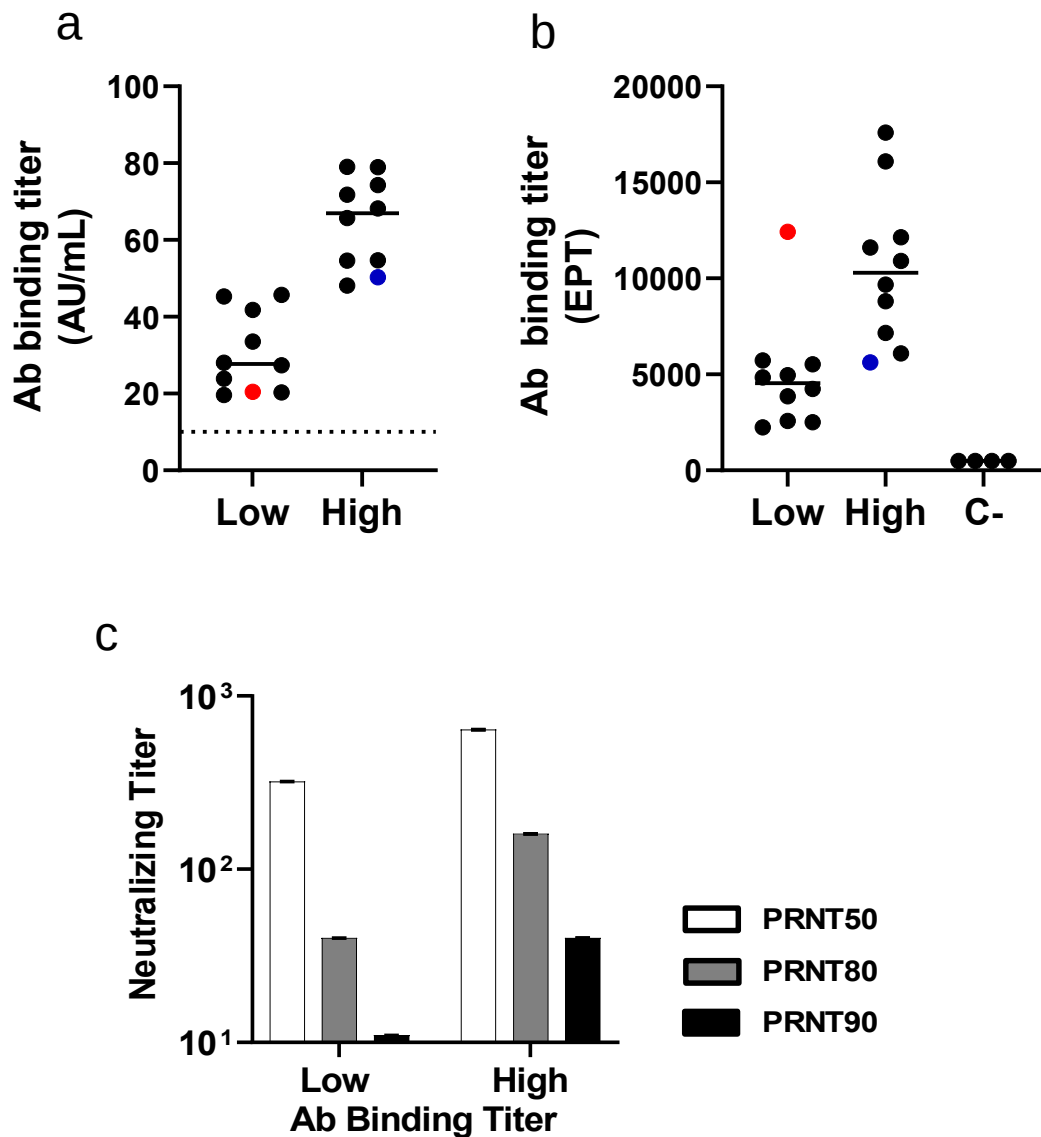 a
Ab binding titer
(AU/mL)
100
80
60
40
20
0
Low High
b
Ab binding titer
(EPT)
20000
15000
10000
5000
0
Low High C-
c
Neutralizing Titer
10³
10²
10¹
Low High
Ab Binding Titer
PRNT50
PRNT80
PRNT90